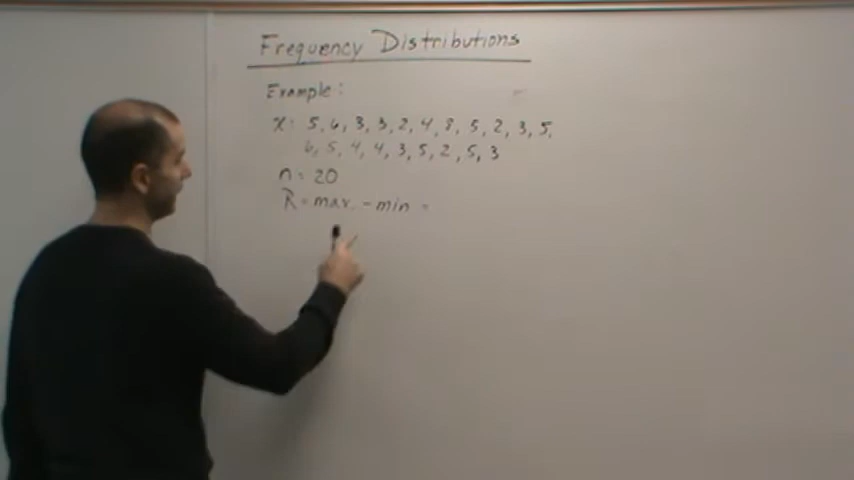 Frequency Distributions
Example:
x: 5, 6, 3, 3, 2, 4, 8, 5, 2, 3, 5,
6, 5, 4, 4, 3, 5, 2, 5, 3
n = 20
R = max. - min =